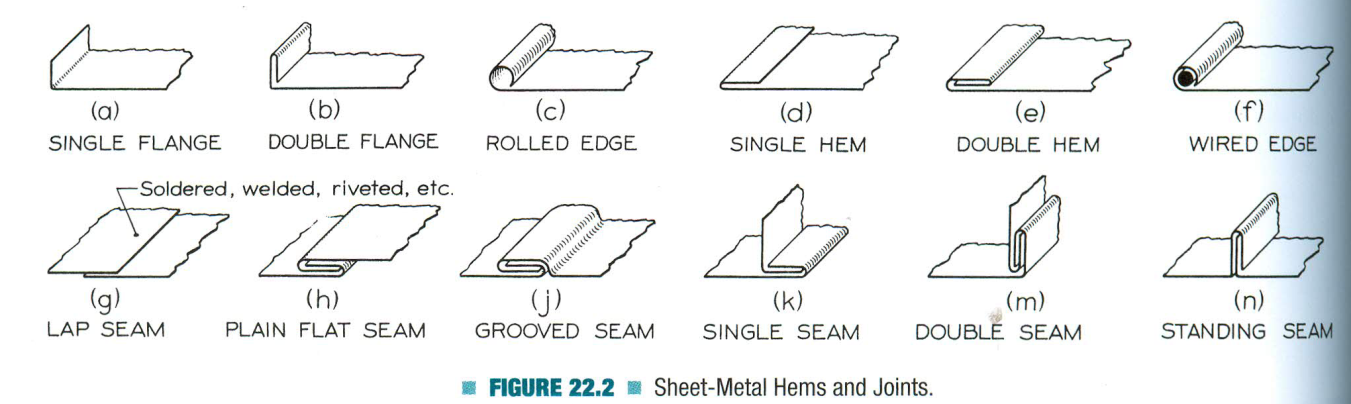 (a) (b) (c) (d) (e) (f)
SINGLE FLANGE DOUBLE FLANGE ROLLED EDGE SINGLE HEM DOUBLE HEM WIRED EDGE
Soldered, welded, riveted, etc.
(g) (h) (j) (k) (m) (n)
LAP SEAM PLAIN FLAT SEAM GROOVED SEAM SINGLE SEAM DOUBLE SEAM STANDING SEAM
FIGURE 22.2 Sheet-Metal Hems and Joints.